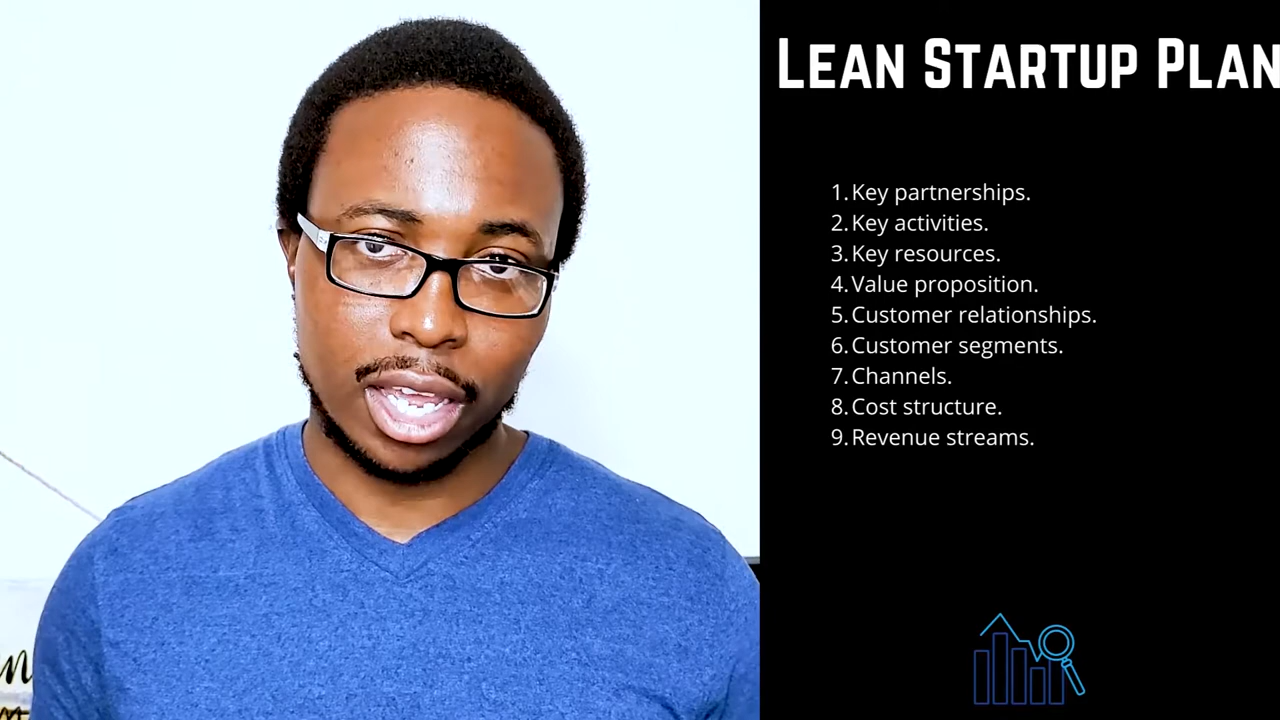 LEAN STARTUP PLAN
1. Key partnerships.
2. Key activities.
3. Key resources.
4. Value proposition.
5. Customer relationships.
6. Customer segments.
7. Channels.
8. Cost structure.
9. Revenue streams.